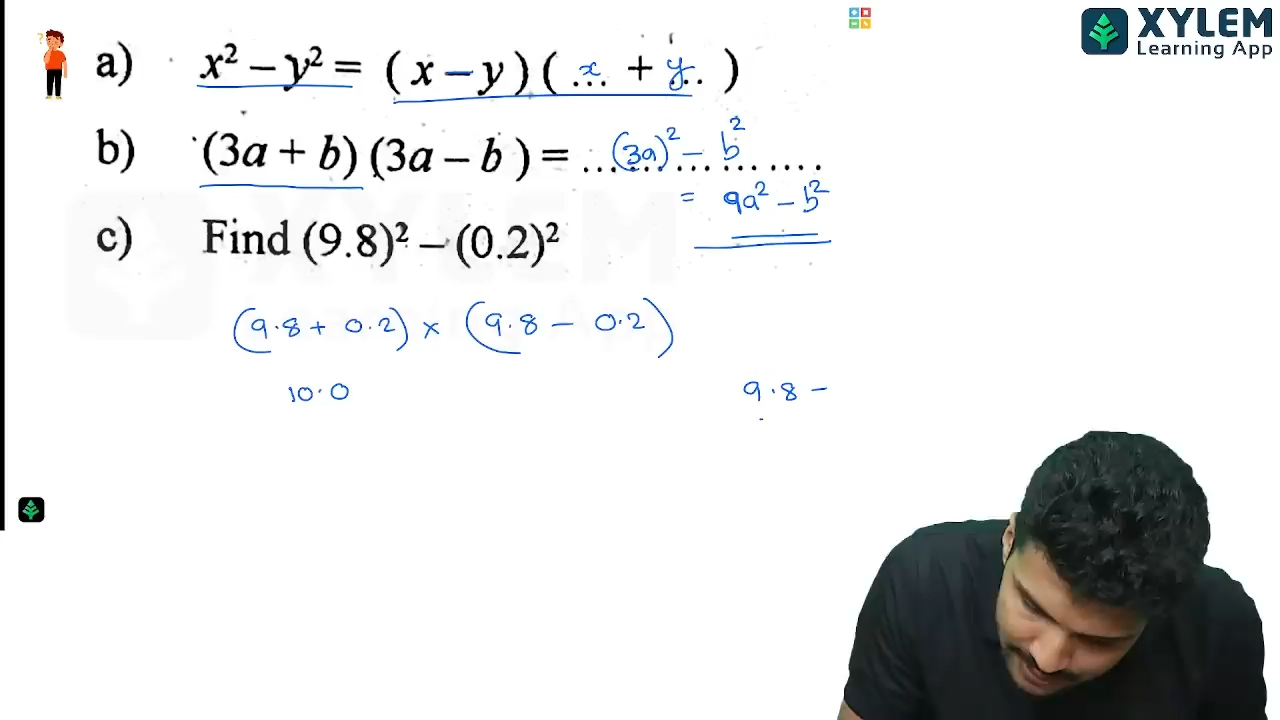 XYLEM
Learning App
a) x² – y² = (x – y) ( x... + y.. )
b) (3a + b) (3a – b) = ...(3a)² – b²...
= 9a² – b²
c) Find (9.8)² – (0.2)²
(9.8 + 0.2) × (9.8 – 0.2)
10.0 9.8 –